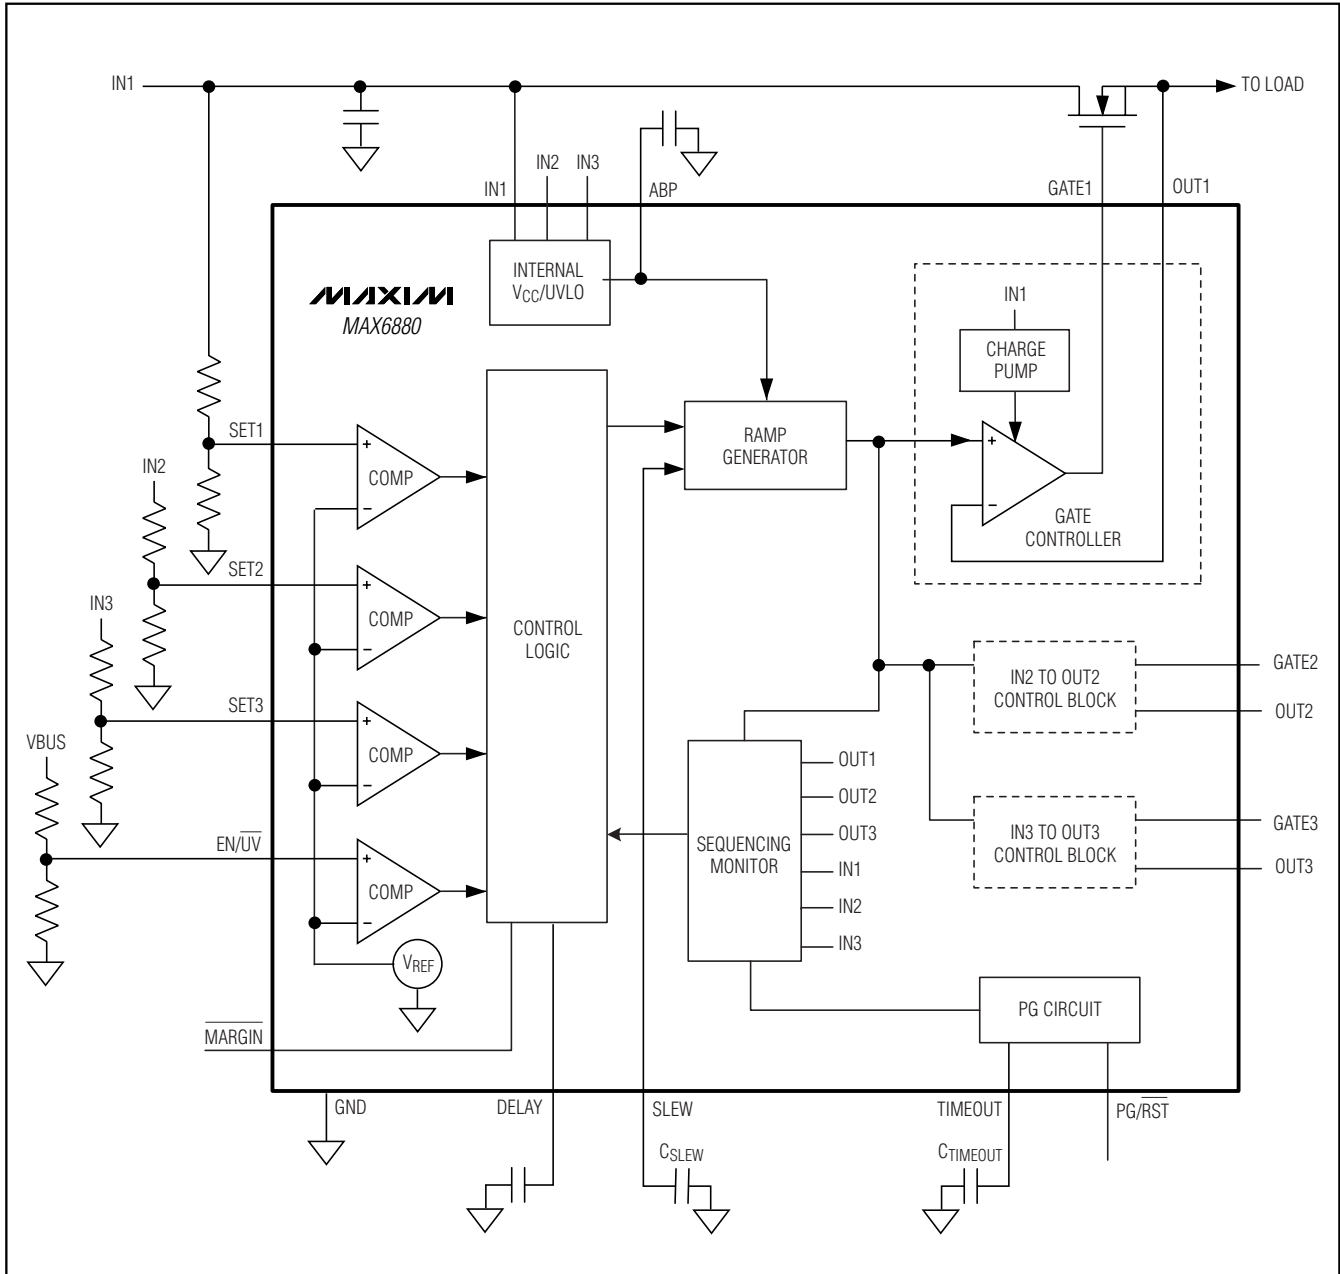 IN1
TO LOAD
IN2
IN3
IN1
ABP
GATE1
OUT1
INTERNAL
VCC/UVLO
MAXIM
MAX6880
IN1
CHARGE
PUMP
SET1
+
COMP
−
RAMP
GENERATOR
+
−
GATE
CONTROLLER
IN2
SET2
+
COMP
−
CONTROL
LOGIC
IN3
SET3
+
COMP
−
IN2 TO OUT2
CONTROL BLOCK
GATE2
OUT2
VBUS
EN/UV
+
COMP
−
SEQUENCING
MONITOR
OUT1
OUT2
OUT3
IN1
IN2
IN3
IN3 TO OUT3
CONTROL BLOCK
GATE3
OUT3
VREF
PG CIRCUIT
MARGIN
GND
DELAY
SLEW
TIMEOUT
PG/RST
CSLEW
CTIMEOUT